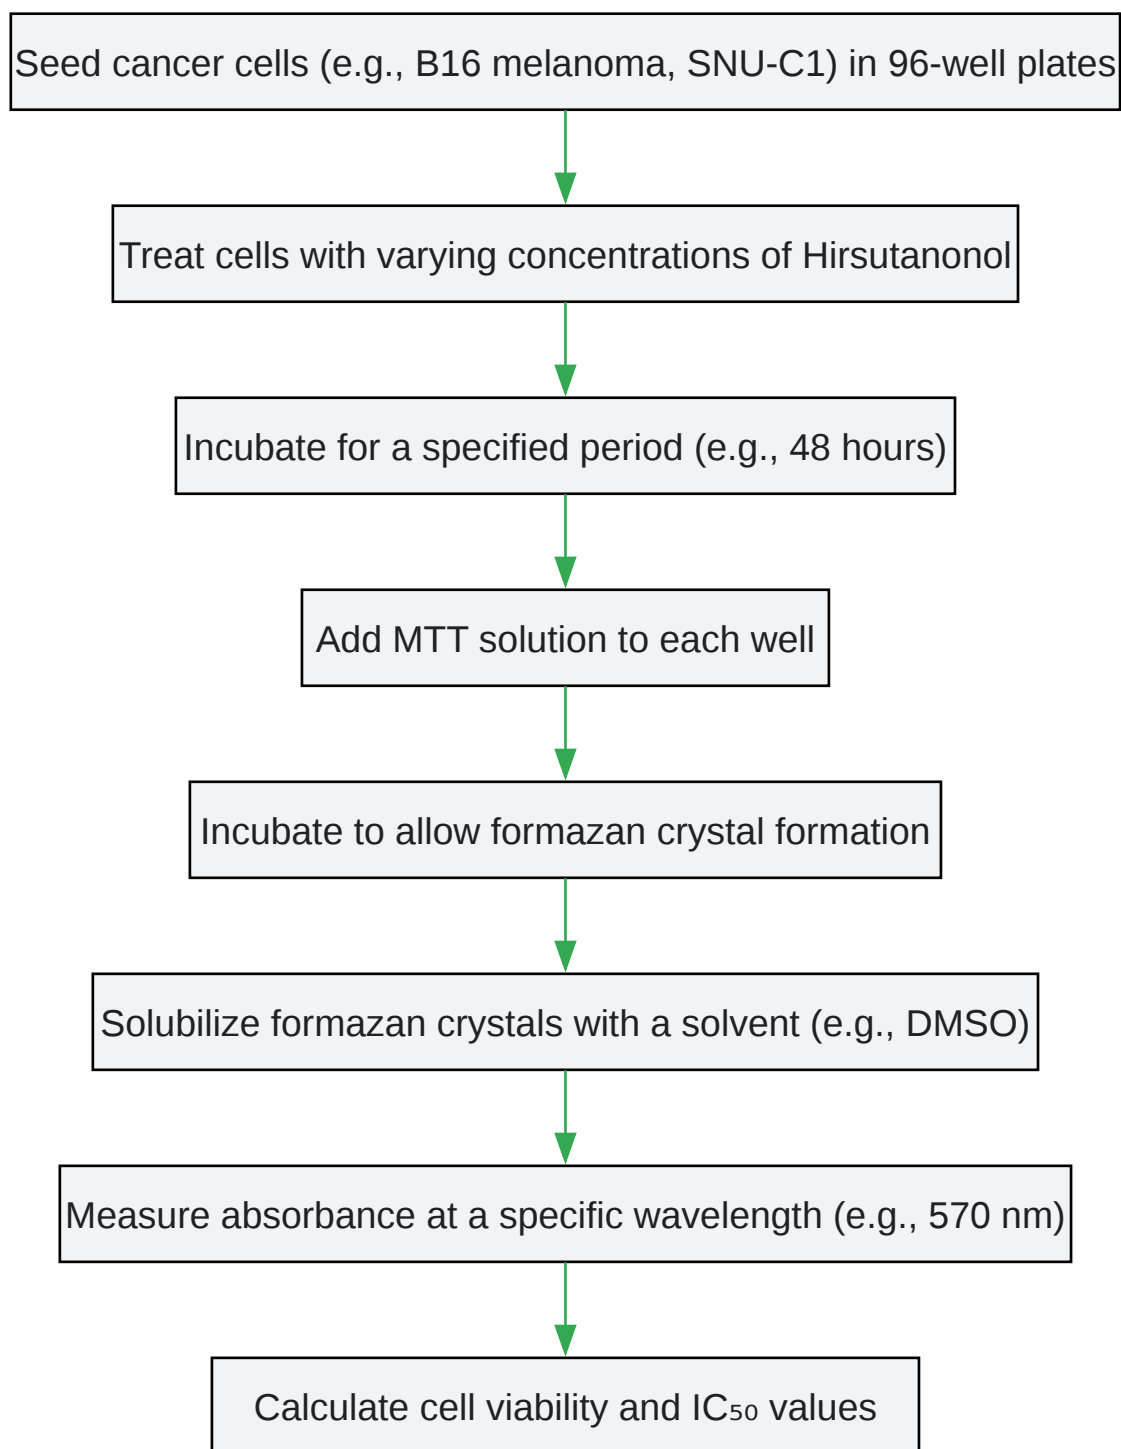 Seed cancer cells (e.g., B16 melanoma, SNU-C1) in 96-well plates
Treat cells with varying concentrations of Hirsutanonol
Incubate for a specified period (e.g., 48 hours)
Add MTT solution to each well
Incubate to allow formazan crystal formation
Solubilize formazan crystals with a solvent (e.g., DMSO)
Measure absorbance at a specific wavelength (e.g., 570 nm)
Calculate cell viability and IC₅₀ values